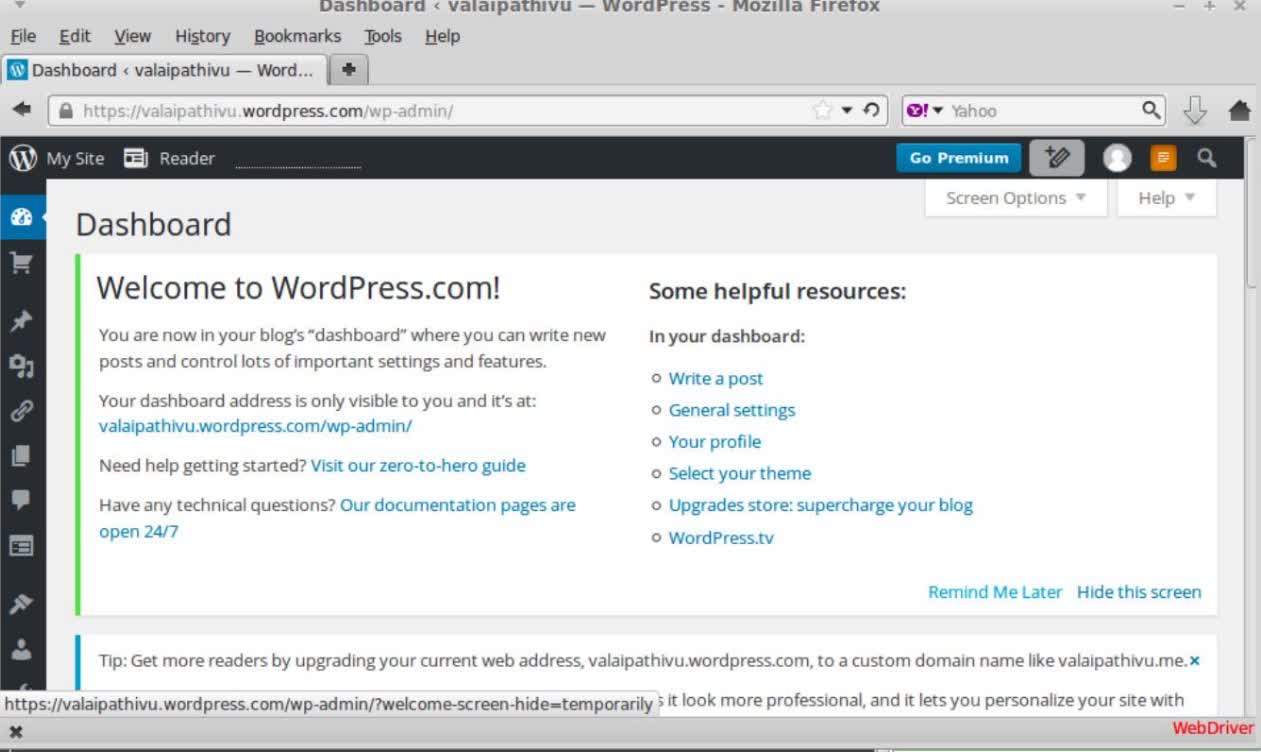 Dashboard ‹ valaipathivu — WordPress - Mozilla Firefox
File Edit View History Bookmarks Tools Help
Dashboard ‹ valaipathivu — Word...
https://valaipathivu.wordpress.com/wp-admin/ Yahoo
My Site Reader Go Premium
Screen Options Help
Dashboard
Welcome to WordPress.com!
You are now in your blog's “dashboard” where you can write new
posts and control lots of important settings and features.
Your dashboard address is only visible to you and it's at:
valaipathivu.wordpress.com/wp-admin/
Need help getting started? Visit our zero-to-hero guide
Have any technical questions? Our documentation pages are
open 24/7
Some helpful resources:
In your dashboard:
Write a post
General settings
Your profile
Select your theme
Upgrades store: supercharge your blog
WordPress.tv
Remind Me Later Hide this screen
Tip: Get more readers by upgrading your current web address, valaipathivu.wordpress.com, to a custom domain name like valaipathivu.me.
it look more professional, and it lets you personalize your site with
https://valaipathivu.wordpress.com/wp-admin/?welcome-screen-hide=temporarily
WebDriver